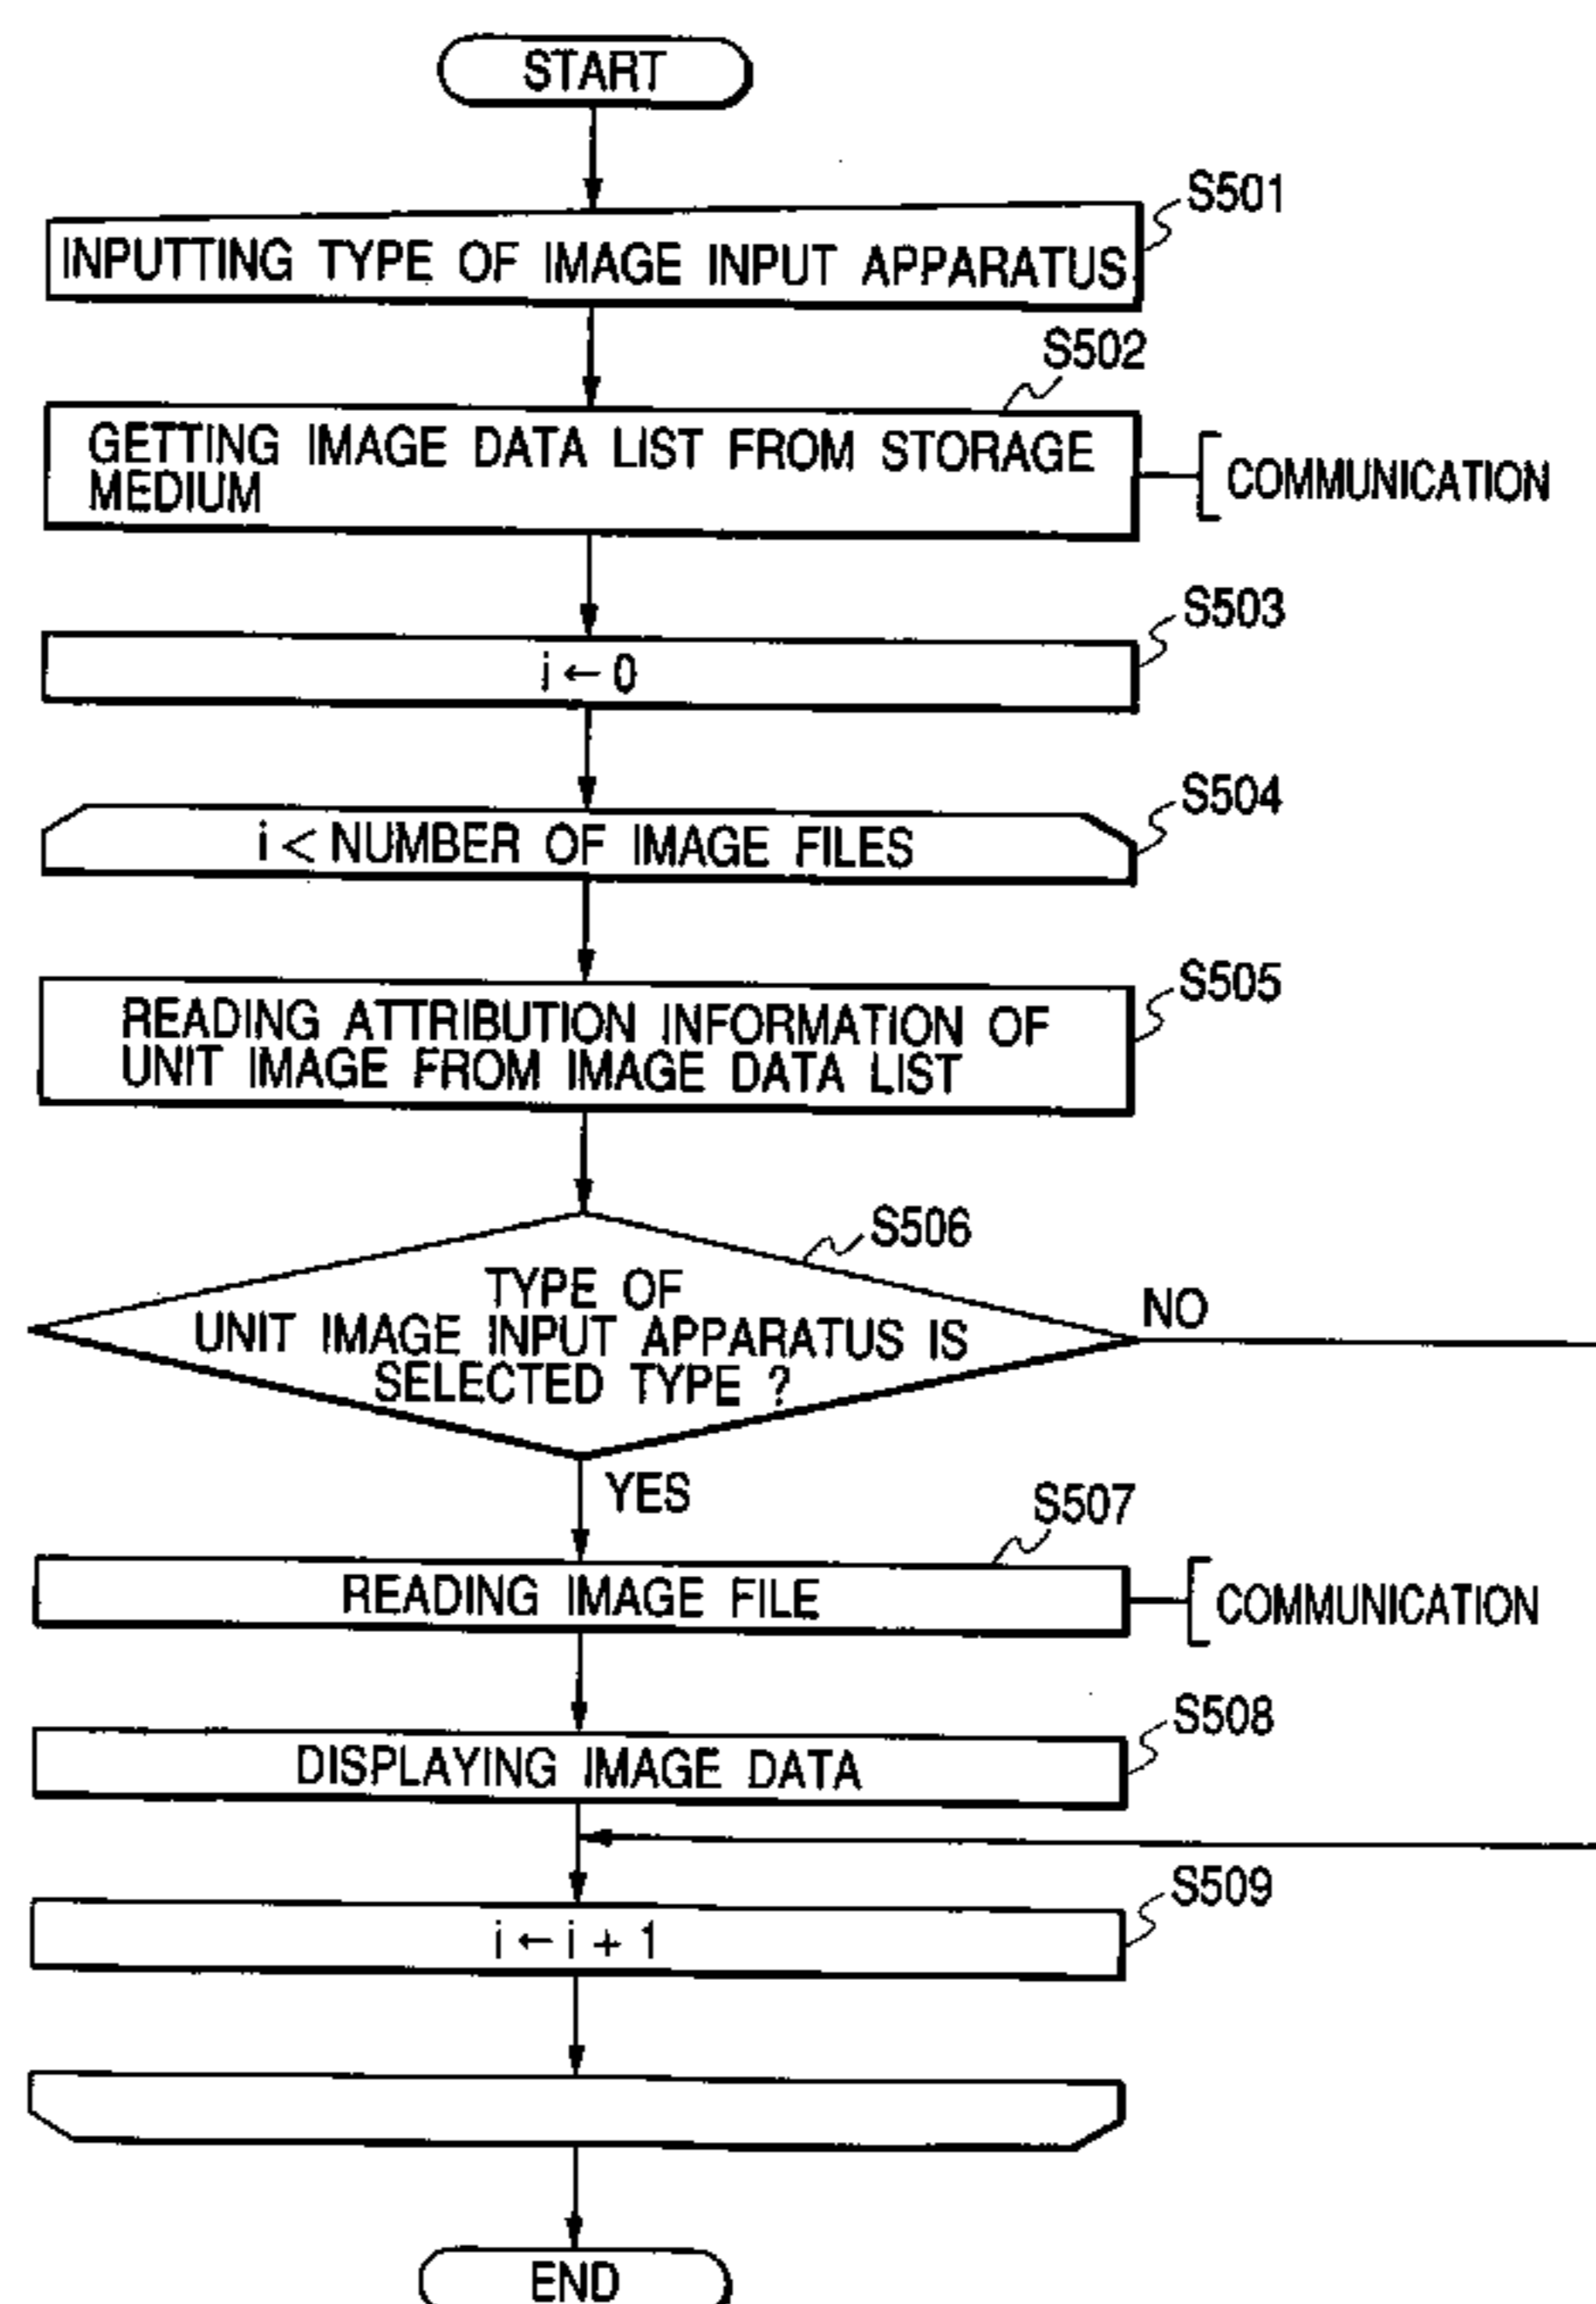 START
S501
INPUTTING TYPE OF IMAGE INPUT APPARATUS
S502
GETTING IMAGE DATA LIST FROM STORAGE
MEDIUM
COMMUNICATION
S503
i ← 0
S504
i < NUMBER OF IMAGE FILES
S505
READING ATTRIBUTION INFORMATION OF
UNIT IMAGE FROM IMAGE DATA LIST
S506
TYPE OF
UNIT IMAGE INPUT APPARATUS IS
SELECTED TYPE ?
NO
YES
S507
READING IMAGE FILE
COMMUNICATION
S508
DISPLAYING IMAGE DATA
S509
i ← i + 1
END